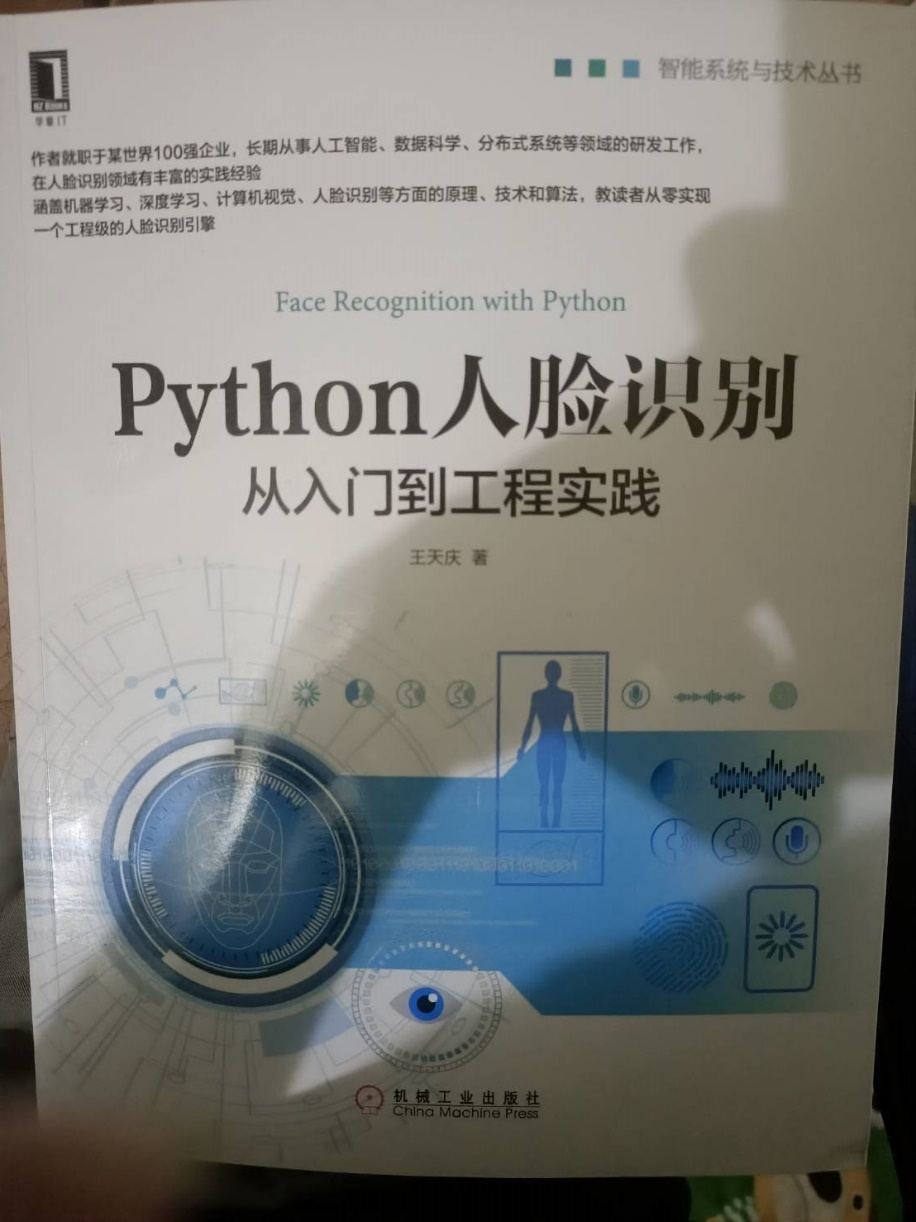 智能系统与技术丛书
HZ Books
华章IT
作者就职于某世界100强企业，长期从事人工智能、数据科学、分布式系统等领域的研发工作，
在人脸识别领域有丰富的实践经验
涵盖机器学习、深度学习、计算机视觉、人脸识别等方面的原理、技术和算法，教读者从零实现
一个工程级的人脸识别引擎
Face Recognition with Python
Python人脸识别
从入门到工程实践
王天庆 著
机械工业出版社
China Machine Press